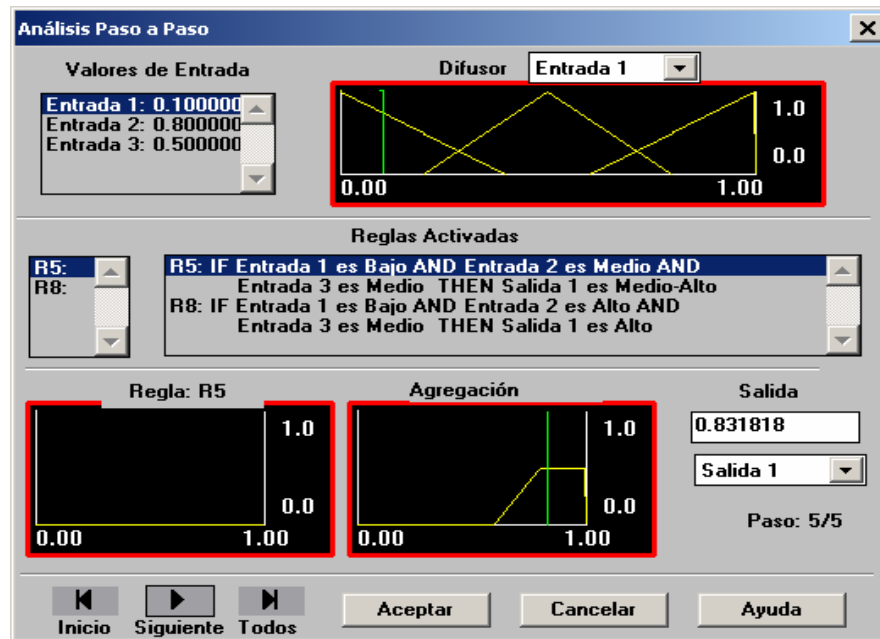 Análisis Paso a Paso
Valores de Entrada
Difusor
Entrada 1
Entrada 1: 0.100000
Entrada 2: 0.800000
Entrada 3: 0.500000
1.0
0.0
0.00
1.00
Reglas Activadas
R5:
R8:
R5: IF Entrada 1 es Bajo AND Entrada 2 es Medio AND
Entrada 3 es Medio THEN Salida 1 es Medio-Alto
R8: IF Entrada 1 es Bajo AND Entrada 2 es Alto AND
Entrada 3 es Medio THEN Salida 1 es Alto
Regla: R5
1.0
0.0
0.00
1.00
Agregación
1.0
0.0
0.00
1.00
Salida
0.831818
Salida 1
Paso: 5/5
Inicio
Siguiente
Todos
Aceptar
Cancelar
Ayuda